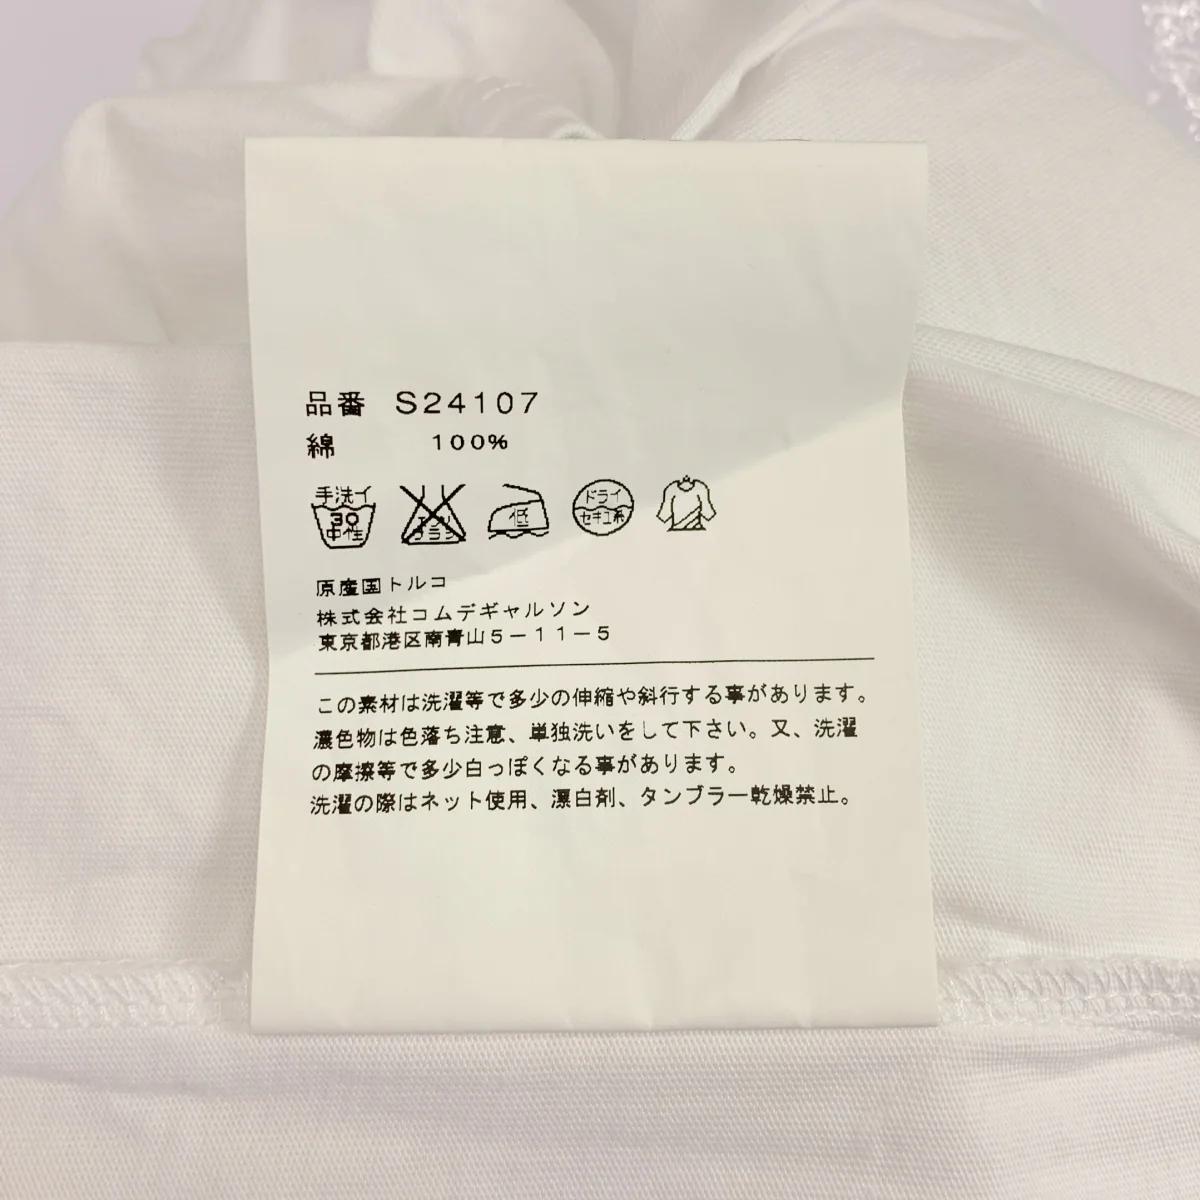 品番 S24107
綿 100%
手洗イ
30
中性
エンソ
サラシ
低
ドライ
セキユ系
原産国トルコ
株式会社コムデギャルソン
東京都港区南青山5－11－5
この素材は洗濯等で多少の伸縮や斜行する事があります。
濃色物は色落ち注意、単独洗いをして下さい。又、洗濯
の摩擦等で多少白っぽくなる事があります。
洗濯の際はネット使用、漂白剤、タンブラー乾燥禁止。